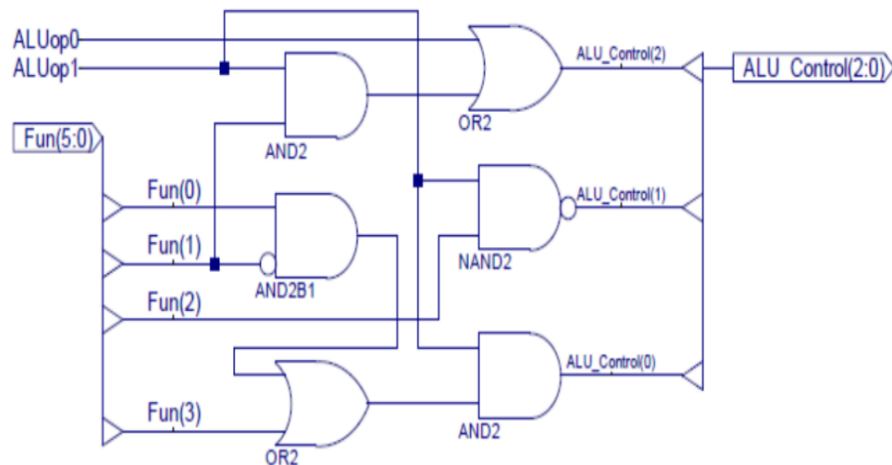 ALUop0
ALUop1
ALU_Control(2)
ALU_Control(2:0)
OR2
Fun(5:0)
AND2
Fun(0)
ALU_Control(1)
Fun(1)
NAND2
AND2B1
Fun(2)
ALU_Control(0)
Fun(3)
AND2
OR2